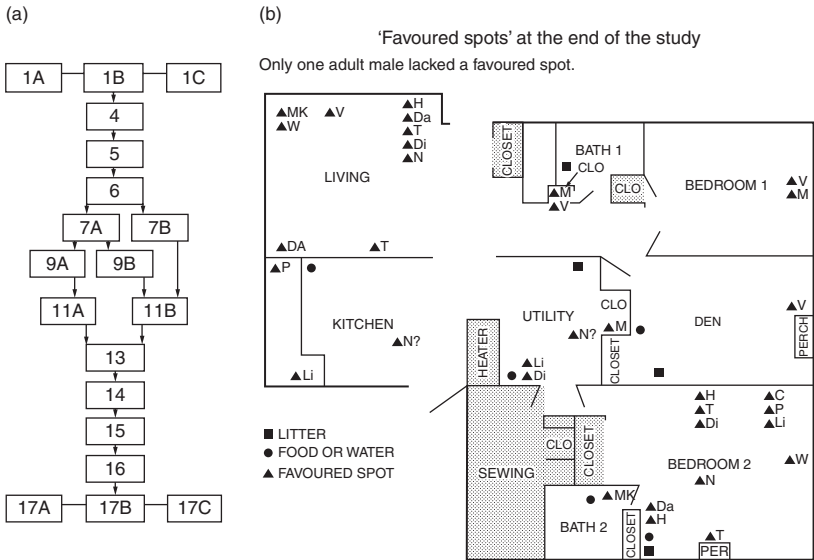 (a)
1A 1B 1C
4
5
6
7A 7B
9A 9B
11A 11B
13
14
15
16
17A 17B 17C
(b)
‘Favoured spots’ at the end of the study
Only one adult male lacked a favoured spot.
MK
W
V
H
Da
T
Di
N
LIVING
DA
T
CLOSET
BATH 1
CLO
M
V
CLO
BEDROOM 1
V
M
P
KITCHEN
N?
Li
UTILITY
CLO
N?
M
HEATER
Li
Di
CLOSET
DEN
V
PERCH
LITTER
FOOD OR WATER
FAVOURED SPOT
SEWING
CLO
CLOSET
H
T
Di
C
P
Li
BEDROOM 2
W
N
MK
BATH 2
CLOSET
Da
H
T
PER